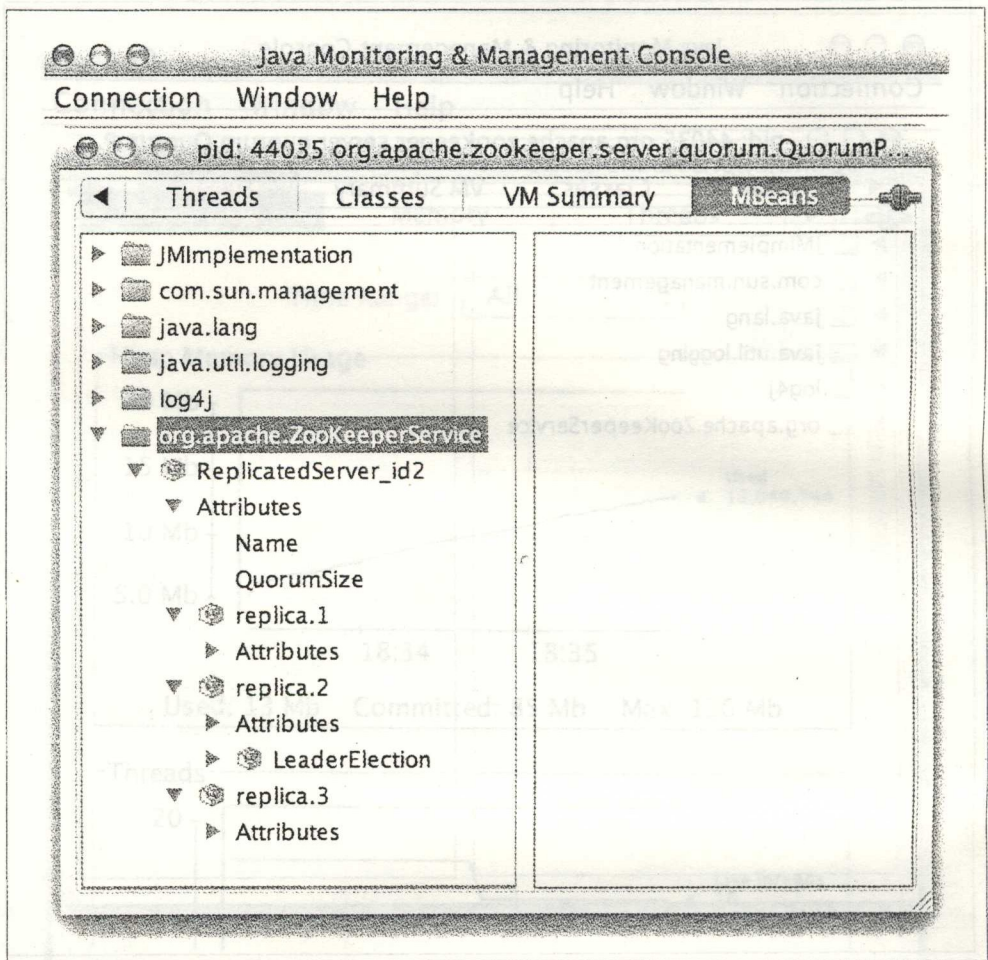 Java Monitoring & Management Console
Connection Window Help
pid: 44035 org.apache.zookeeper.server.quorum.QuorumP...
Threads Classes VM Summary MBeans
JMImplementation
com.sun.management
java.lang
java.util.logging
log4j
org.apache.ZooKeeperService
ReplicatedServer_id2
Attributes
Name
QuorumSize
replica.1
Attributes
replica.2
Attributes
LeaderElection
replica.3
Attributes